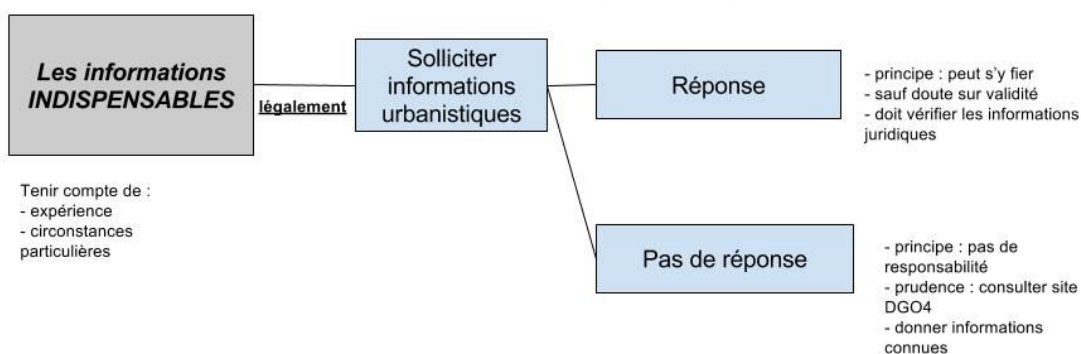 Les informations
INDISPENSABLES
légalement
Tenir compte de :
- expérience
- circonstances
particulières
Solliciter
informations
urbanistiques
Réponse
- principe : peut s'y fier
- sauf doute sur validité
- doit vérifier les informations
juridiques
Pas de réponse
- principe : pas de
responsabilité
- prudence : consulter site
DGO4
- donner informations
connues